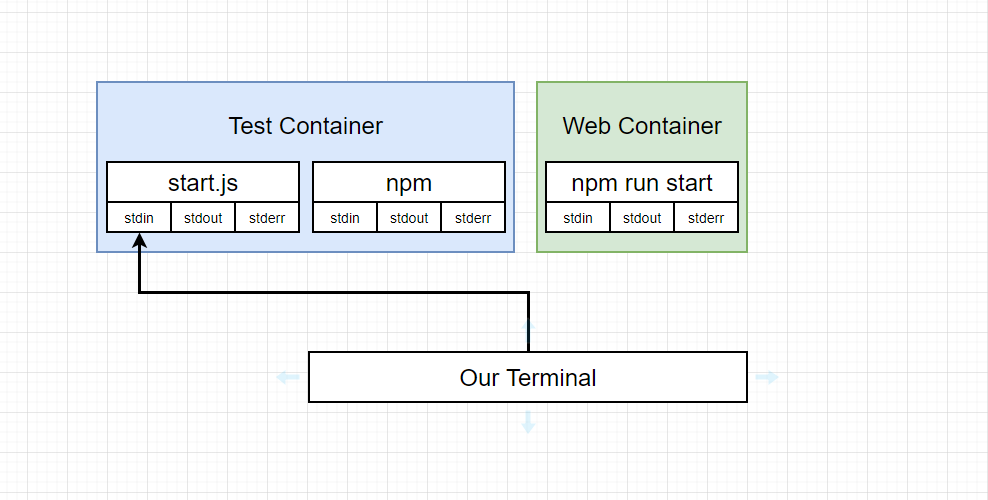 Test Container
Web Container
start.js
npm
npm run start
stdin
stdout
stderr
stdin
stdout
stderr
stdin
stdout
stderr
Our Terminal